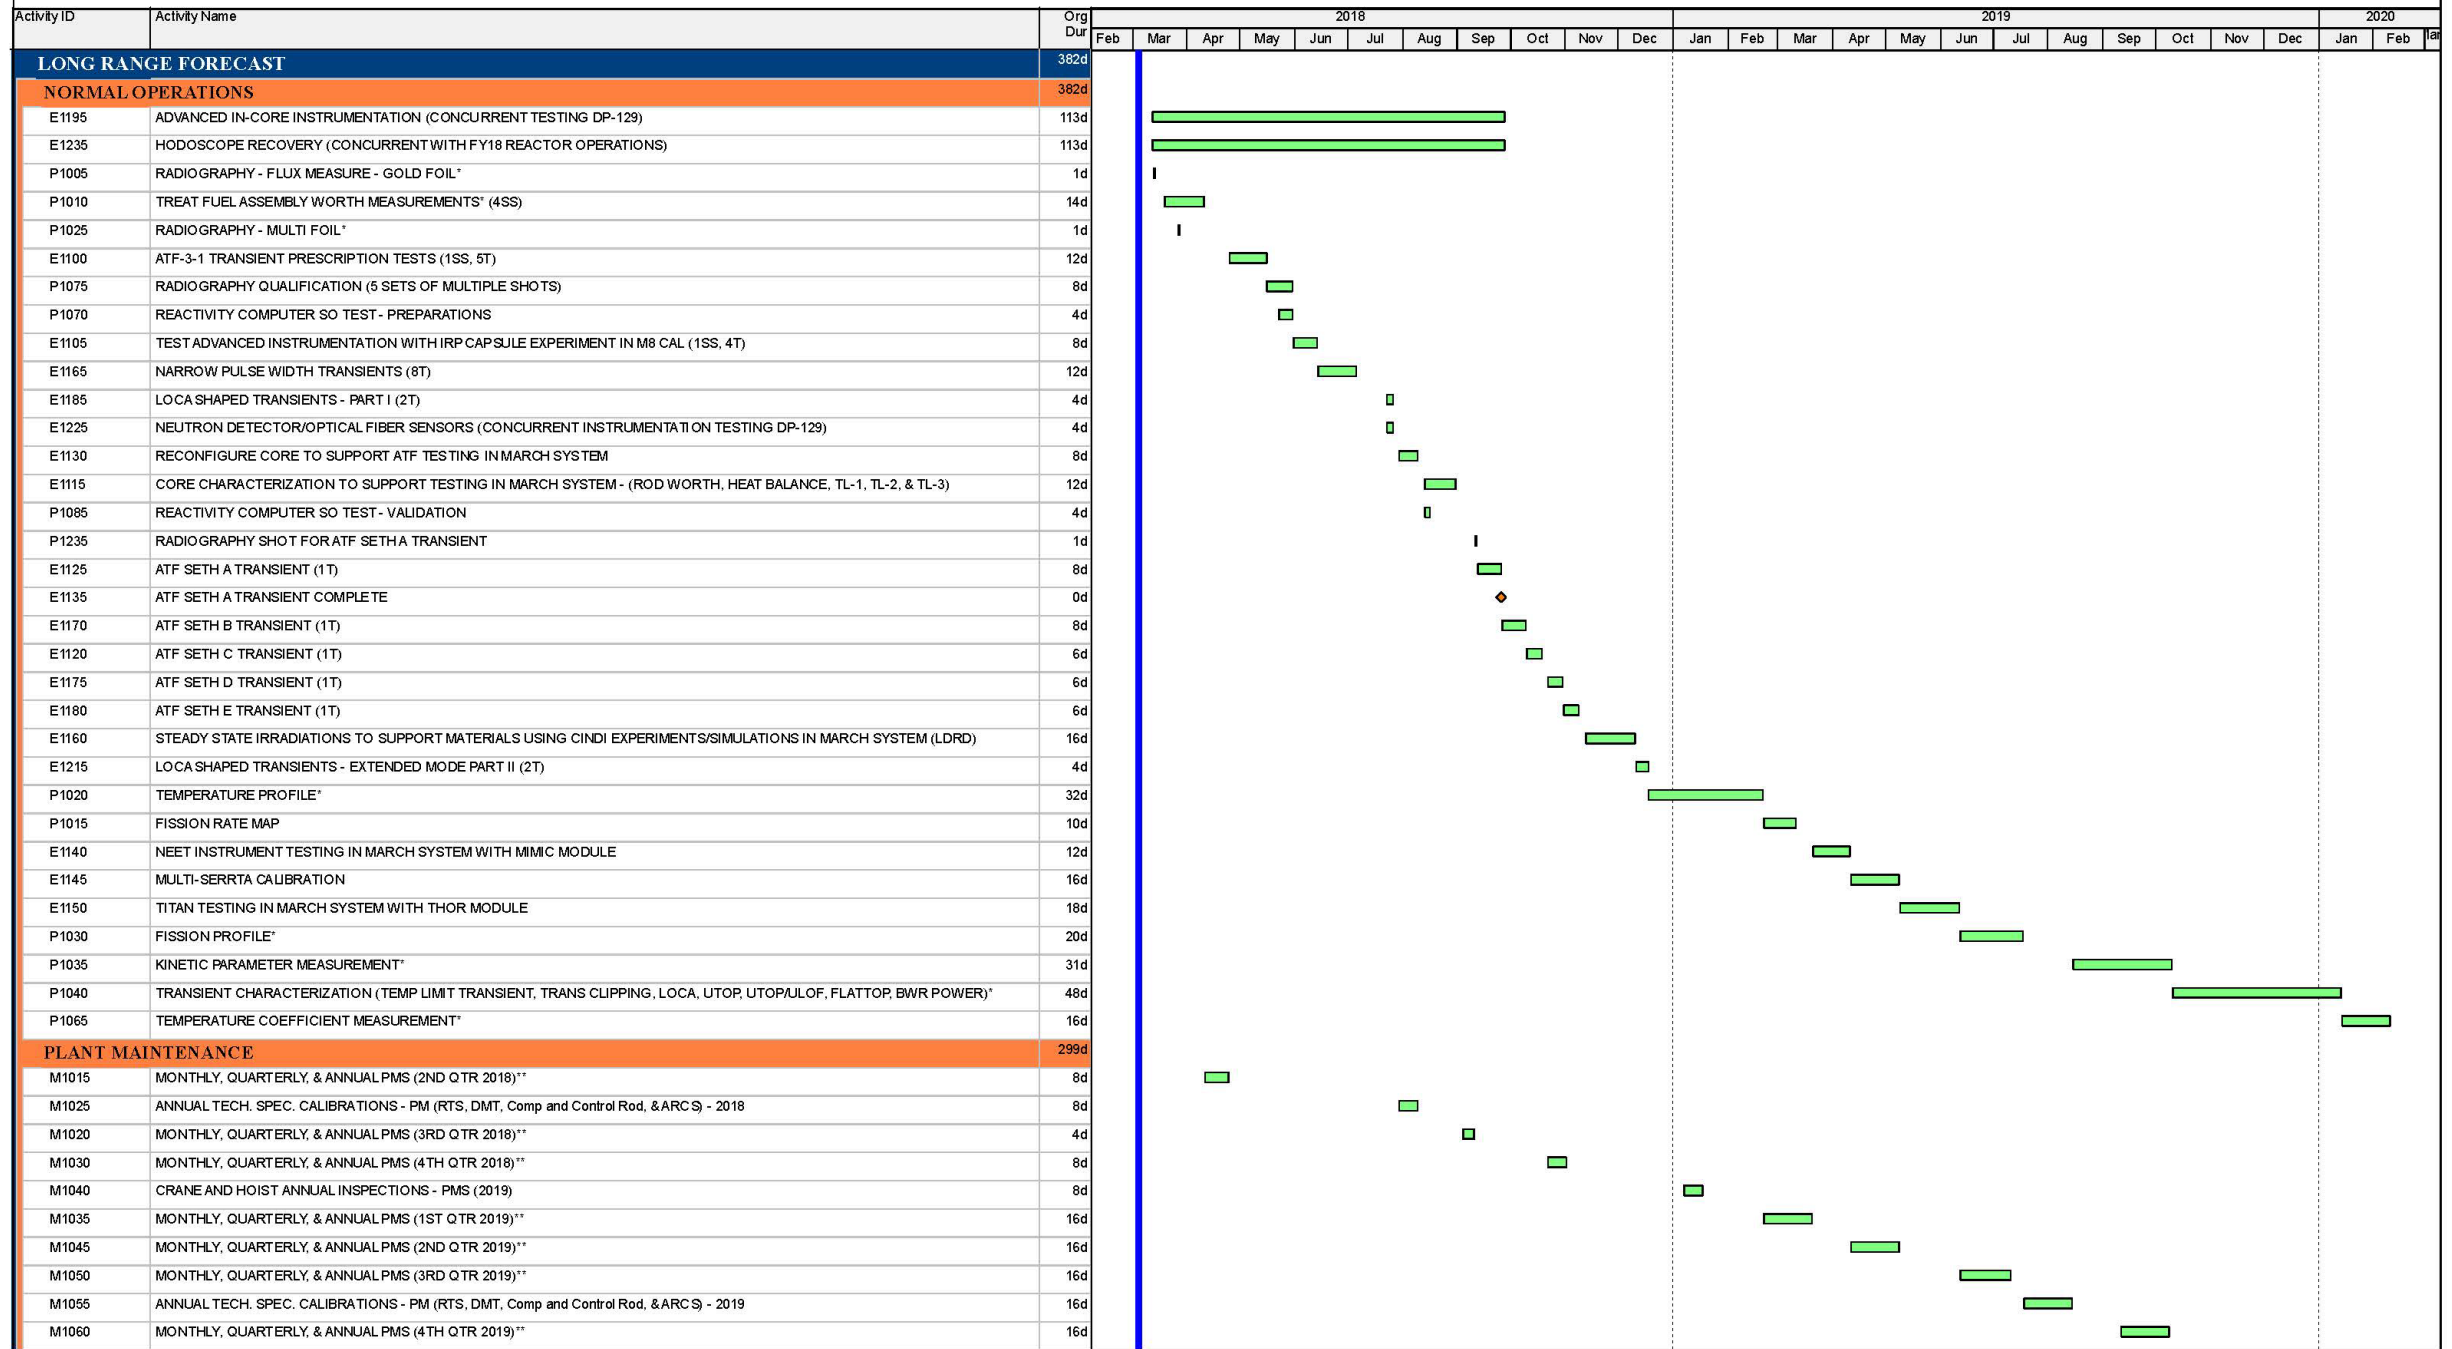 Activity ID Activity Name Org Dur 2018 2019 2020
Feb Mar Apr May Jun Jul Aug Sep Oct Nov Dec Jan Feb Mar Apr May Jun Jul Aug Sep Oct Nov Dec Jan Feb
LONG RANGE FORECAST 382d
NORMAL OPERATIONS 382d
E1195 ADVANCED IN-CORE INSTRUMENTATION (CONCURRENT TESTING DP-129) 113d
E1235 HODOSCOPE RECOVERY (CONCURRENT WITH FY18 REACTOR OPERATIONS) 113d
P1005 RADIOGRAPHY - FLUX MEASURE - GOLD FOIL* 1d
P1010 TREAT FUEL ASSEMBLY WORTH MEASUREMENTS* (4SS) 14d
P1025 RADIOGRAPHY - MULTI FOIL* 1d
E1100 ATF-3-1 TRANSIENT PRESCRIPTION TESTS (1SS, 5T) 12d
P1075 RADIOGRAPHY QUALIFICATION (5 SETS OF MULTIPLE SHOTS) 8d
P1070 REACTIVITY COMPUTER SO TEST - PREPARATIONS 4d
E1105 TEST ADVANCED INSTRUMENTATION WITH IRP CAPSULE EXPERIMENT IN M8 CAL (1SS, 4T) 8d
E1165 NARROW PULSE WIDTH TRANSIENTS (8T) 12d
E1185 LOCA SHAPED TRANSIENTS - PART I (2T) 4d
E1225 NEUTRON DETECTOR/OPTICAL FIBER SENSORS (CONCURRENT INSTRUMENTATION TESTING DP-129) 4d
E1130 RECONFIGURE CORE TO SUPPORT ATF TESTING IN MARCH SYSTEM 8d
E1115 CORE CHARACTERIZATION TO SUPPORT TESTING IN MARCH SYSTEM - (ROD WORTH, HEAT BALANCE, TL-1, TL-2, & TL-3) 12d
P1085 REACTIVITY COMPUTER SO TEST - VALIDATION 4d
P1235 RADIOGRAPHY SHOT FOR ATF SETH A TRANSIENT 1d
E1125 ATF SETH A TRANSIENT (1T) 8d
E1135 ATF SETH A TRANSIENT COMPLETE 0d
E1170 ATF SETH B TRANSIENT (1T) 8d
E1120 ATF SETH C TRANSIENT (1T) 6d
E1175 ATF SETH D TRANSIENT (1T) 6d
E1180 ATF SETH E TRANSIENT (1T) 6d
E1160 STEADY STATE IRRADIATIONS TO SUPPORT MATERIALS USING CINDI EXPERIMENTS/SIMULATIONS IN MARCH SYSTEM (LDRD) 16d
E1215 LOCA SHAPED TRANSIENTS - EXTENDED MODE PART II (2T) 4d
P1020 TEMPERATURE PROFILE* 32d
P1015 FISSION RATE MAP 10d
E1140 NEET INSTRUMENT TESTING IN MARCH SYSTEM WITH MIMIC MODULE 12d
E1145 MULTI-SERRTA CALIBRATION 16d
E1150 TITAN TESTING IN MARCH SYSTEM WITH THOR MODULE 18d
P1030 FISSION PROFILE* 20d
P1035 KINETIC PARAMETER MEASUREMENT* 31d
P1040 TRANSIENT CHARACTERIZATION (TEMP LIMIT TRANSIENT, TRANS CLIPPING, LOCA, UTOP, UTOP/ULOF, FLATTOP, BWR POWER)* 48d
P1065 TEMPERATURE COEFFICIENT MEASUREMENT* 16d
PLANT MAINTENANCE 299d
M1015 MONTHLY, QUARTERLY, & ANNUAL PMS (2ND QTR 2018)** 8d
M1025 ANNUAL TECH. SPEC. CALIBRATIONS - PM (RTS, DMT, Comp and Control Rod, & ARCS) - 2018 8d
M1020 MONTHLY, QUARTERLY, & ANNUAL PMS (3RD QTR 2018)** 4d
M1030 MONTHLY, QUARTERLY, & ANNUAL PMS (4TH QTR 2018)** 8d
M1040 CRANE AND HOIST ANNUAL INSPECTIONS - PMS (2019) 8d
M1035 MONTHLY, QUARTERLY, & ANNUAL PMS (1ST QTR 2019)** 16d
M1045 MONTHLY, QUARTERLY, & ANNUAL PMS (2ND QTR 2019)** 16d
M1050 MONTHLY, QUARTERLY, & ANNUAL PMS (3RD QTR 2019)** 16d
M1055 ANNUAL TECH. SPEC. CALIBRATIONS - PM (RTS, DMT, Comp and Control Rod, & ARCS) - 2019 16d
M1060 MONTHLY, QUARTERLY, & ANNUAL PMS (4TH QTR 2019)** 16d